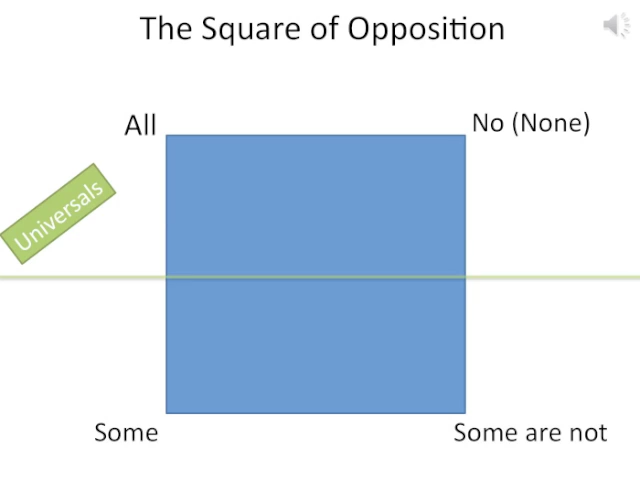 The Square of Opposition
All
No (None)
Universals
Some
Some are not